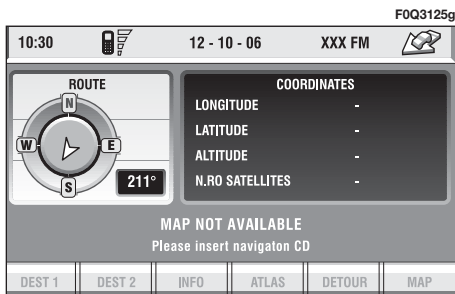 F0Q3125g
10:30 12 - 10 - 06 XXX FM
ROUTE
N
W E
S
211°
COORDINATES
LONGITUDE -
LATITUDE -
ALTITUDE -
N.RO SATELLITES -
MAP NOT AVAILABLE
Please insert navigaton CD
DEST 1 DEST 2 INFO ATLAS DETOUR MAP